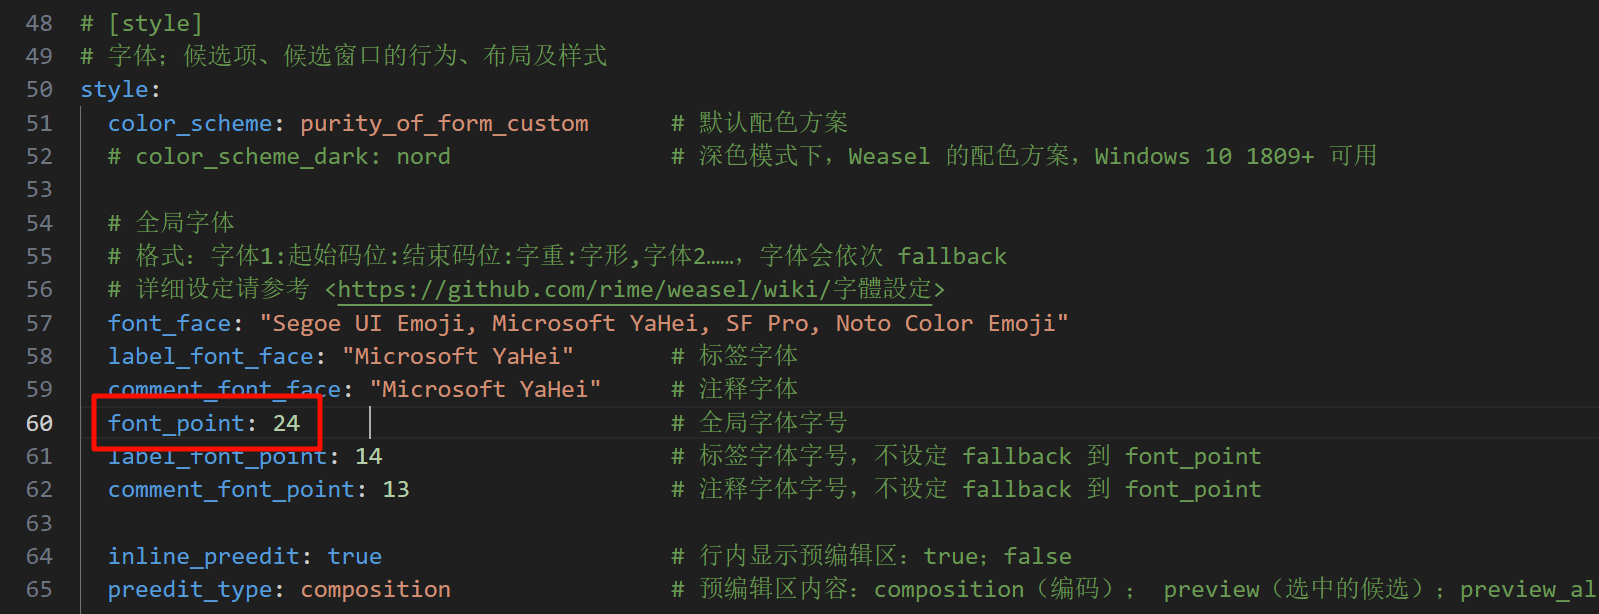 48 # [style]
49 # 字体；候选项、候选窗口的行为、布局及样式
50 style:
51 color_scheme: purity_of_form_custom # 默认配色方案
52 # color_scheme_dark: nord # 深色模式下，Weasel 的配色方案，Windows 10 1809+ 可用
53
54 # 全局字体
55 # 格式：字体1:起始码位:结束码位:字重:字形,字体2……，字体会依次 fallback
56 # 详细设定请参考 <https://github.com/rime/weasel/wiki/字體設定>
57 font_face: "Segoe UI Emoji, Microsoft YaHei, SF Pro, Noto Color Emoji"
58 label_font_face: "Microsoft YaHei" # 标签字体
59 comment_font_face: "Microsoft YaHei" # 注释字体
60 font_point: 24 # 全局字体字号
61 label_font_point: 14 # 标签字体字号，不设定 fallback 到 font_point
62 comment_font_point: 13 # 注释字体字号，不设定 fallback 到 font_point
63
64 inline_preedit: true # 行内显示预编辑区：true；false
65 preedit_type: composition # 预编辑区内容：composition（编码）； preview（选中的候选）；preview_al